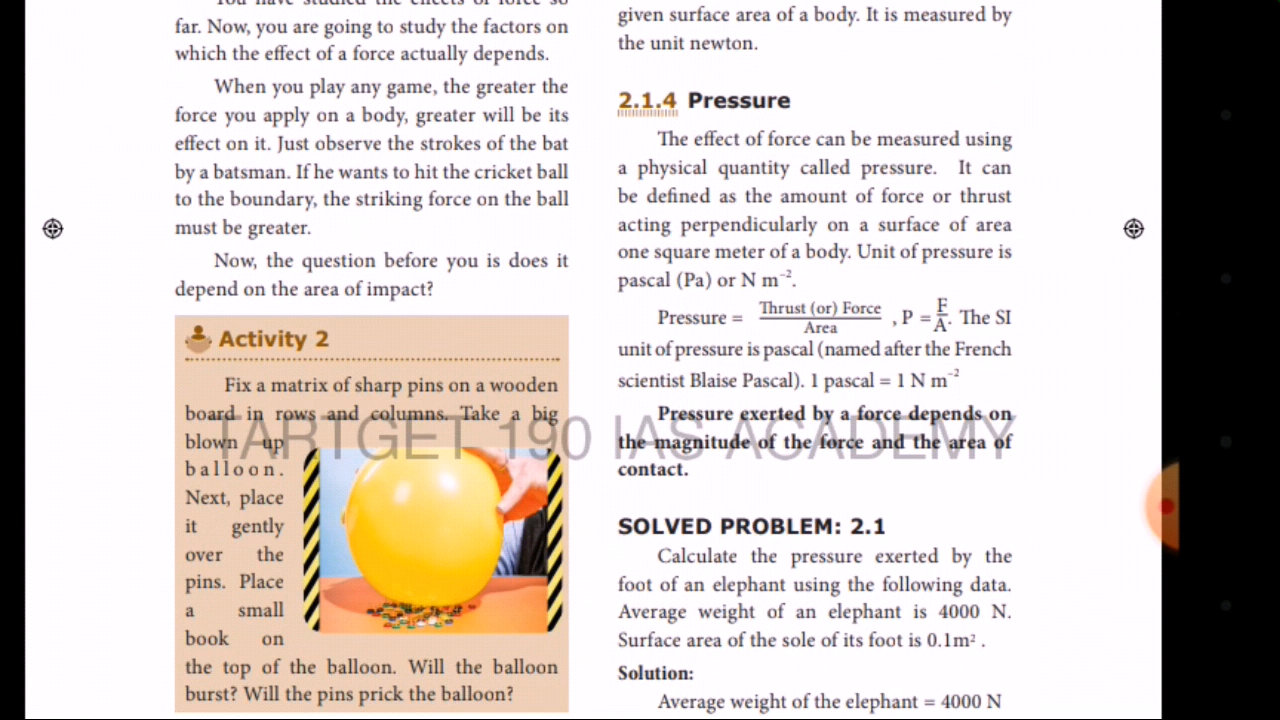 You have studied the effects of force so
far. Now, you are going to study the factors on
which the effect of a force actually depends.
When you play any game, the greater the
force you apply on a body, greater will be its
effect on it. Just observe the strokes of the bat
by a batsman. If he wants to hit the cricket ball
to the boundary, the striking force on the ball
must be greater.
Now, the question before you is does it
depend on the area of impact?
Activity 2
Fix a matrix of sharp pins on a wooden
board in rows and columns. Take a big
blown up
balloon.
Next, place
it gently
over the
pins. Place
a small
book on
the top of the balloon. Will the balloon
burst? Will the pins prick the balloon?
given surface area of a body. It is measured by
the unit newton.
2.1.4 Pressure
The effect of force can be measured using
a physical quantity called pressure. It can
be defined as the amount of force or thrust
acting perpendicularly on a surface of area
one square meter of a body. Unit of pressure is
pascal (Pa) or N m⁻².
Pressure = Thrust (or) Force / Area , P = F/A. The SI
unit of pressure is pascal (named after the French
scientist Blaise Pascal). 1 pascal = 1 N m⁻²
Pressure exerted by a force depends on
the magnitude of the force and the area of
contact.
SOLVED PROBLEM: 2.1
Calculate the pressure exerted by the
foot of an elephant using the following data.
Average weight of an elephant is 4000 N.
Surface area of the sole of its foot is 0.1m² .
Solution:
Average weight of the elephant = 4000 N
TARTGET 190 IAS ACADEMY